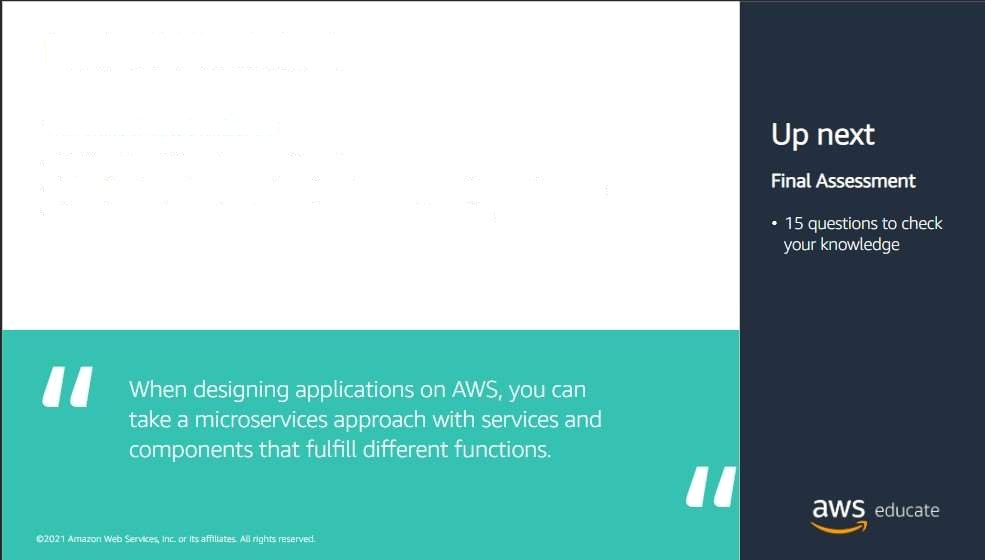 When designing applications on AWS, you can
take a microservices approach with services and
components that fulfill different functions.
©2021 Amazon Web Services, Inc. or its affiliates. All rights reserved.
Up next
Final Assessment
• 15 questions to check
your knowledge
aws educate